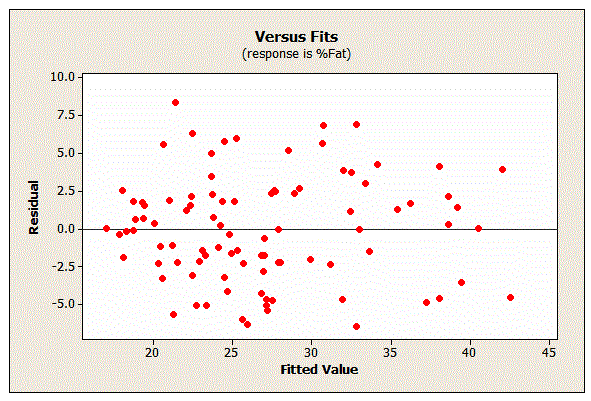 Versus Fits
(response is %Fat)
10.0
7.5
5.0
2.5
0.0
-2.5
-5.0
Residual
20 25 30 35 40 45
Fitted Value